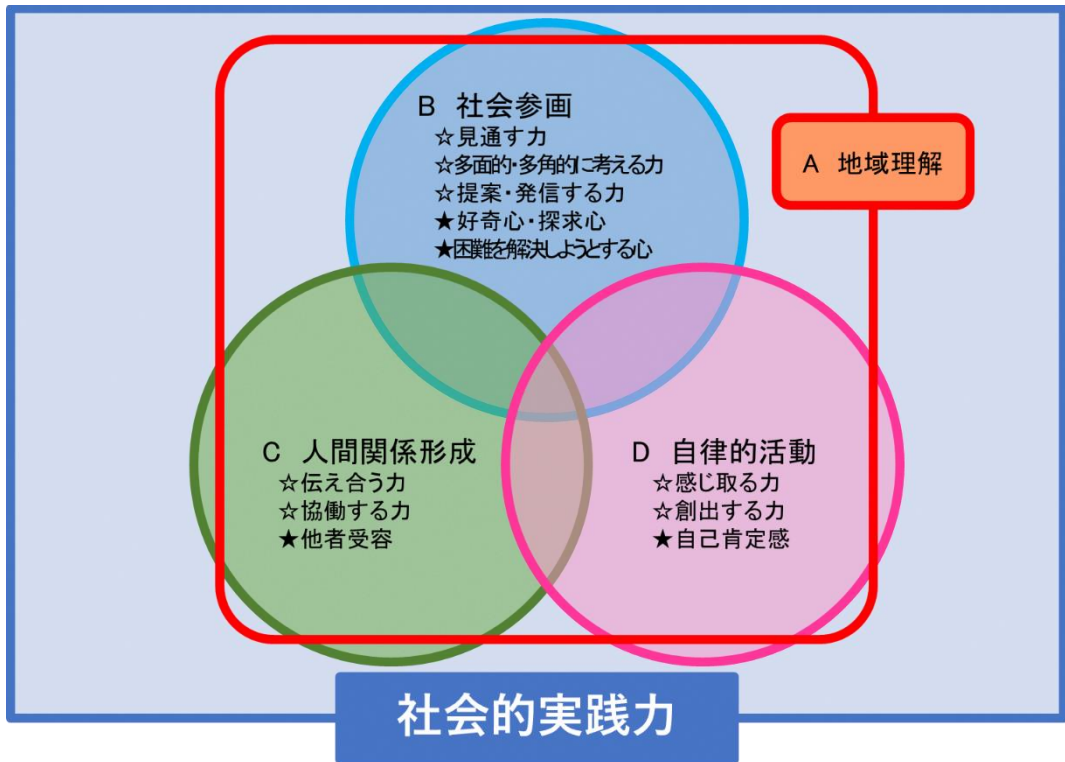 B 社会参画
☆見通す力
☆多面的・多角的に考える力
☆提案・発信する力
★好奇心・探求心
★困難を解決しようとする心
A 地域理解
C 人間関係形成
☆伝え合う力
☆協働する力
★他者受容
D 自律的活動
☆感じ取る力
☆創出する力
★自己肯定感
社会的実践力